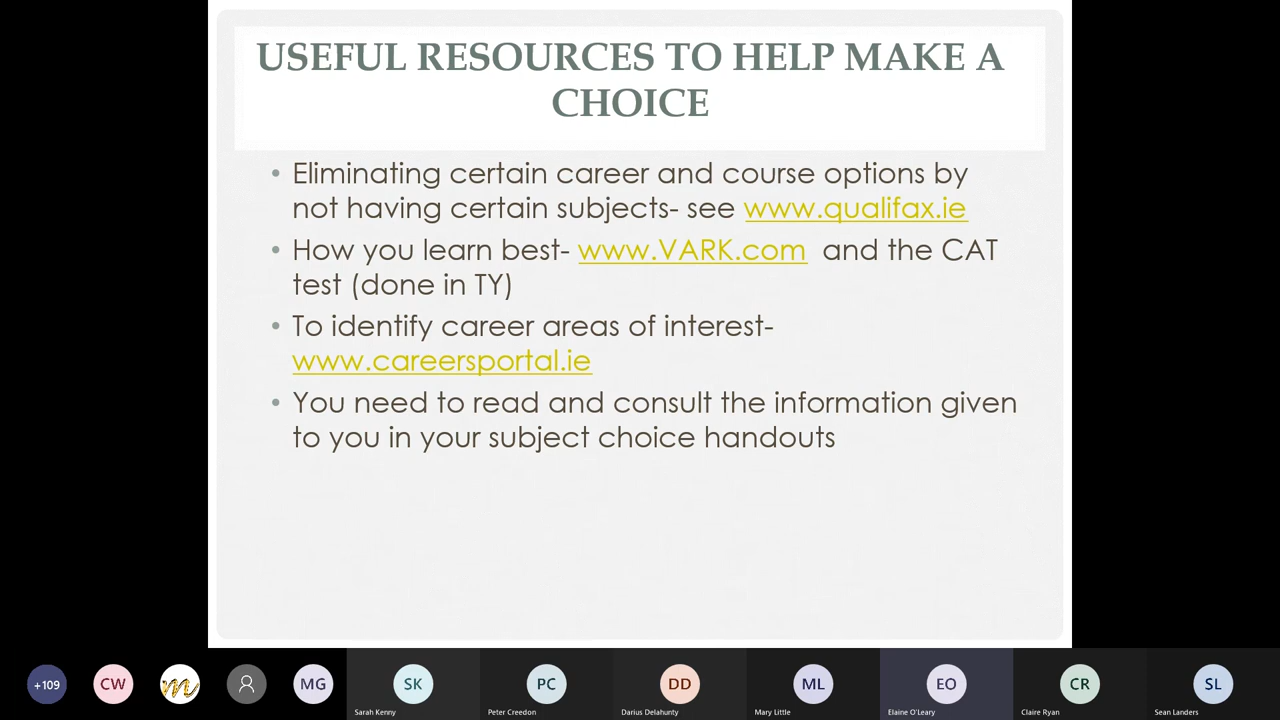 USEFUL RESOURCES TO HELP MAKE A
CHOICE
• Eliminating certain career and course options by
not having certain subjects- see www.qualifax.ie
• How you learn best- www.VARK.com and the CAT
test (done in TY)
• To identify career areas of interest-
www.careersportal.ie
• You need to read and consult the information given
to you in your subject choice handouts
+109
CW
m
MG
SK
PC
DD
ML
EO
CR
SL
Sarah Kenny
Peter Creedon
Darius Delahunty
Mary Little
Elaine O'Leary
Claire Ryan
Sean Landers